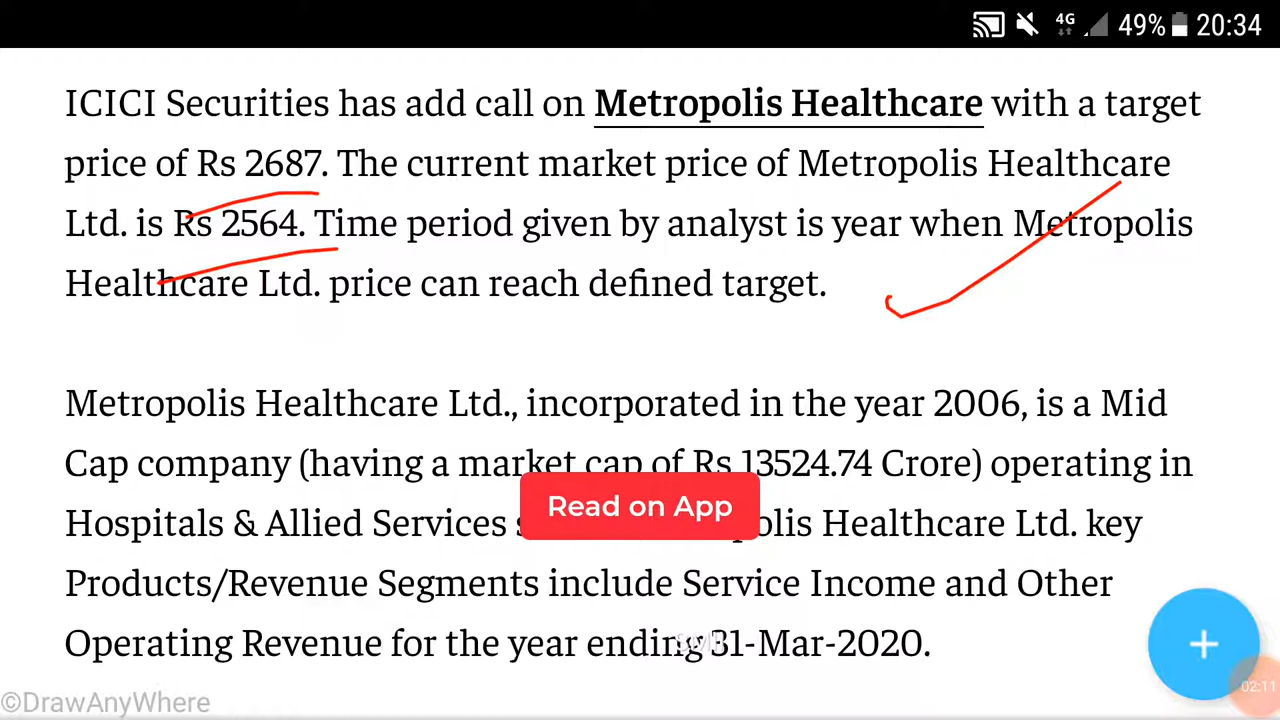 4G 49% 20:34
ICICI Securities has add call on Metropolis Healthcare with a target
price of Rs 2687. The current market price of Metropolis Healthcare
Ltd. is Rs 2564. Time period given by analyst is year when Metropolis
Healthcare Ltd. price can reach defined target.
Metropolis Healthcare Ltd., incorporated in the year 2006, is a Mid
Cap company (having a market cap of Rs 13524.74 Crore) operating in
Read on App
Hospitals & Allied Services Healthcare Ltd. key
Products/Revenue Segments include Service Income and Other
Operating Revenue for the year ending 31-Mar-2020.
+
02:11
©DrawAnyWhere